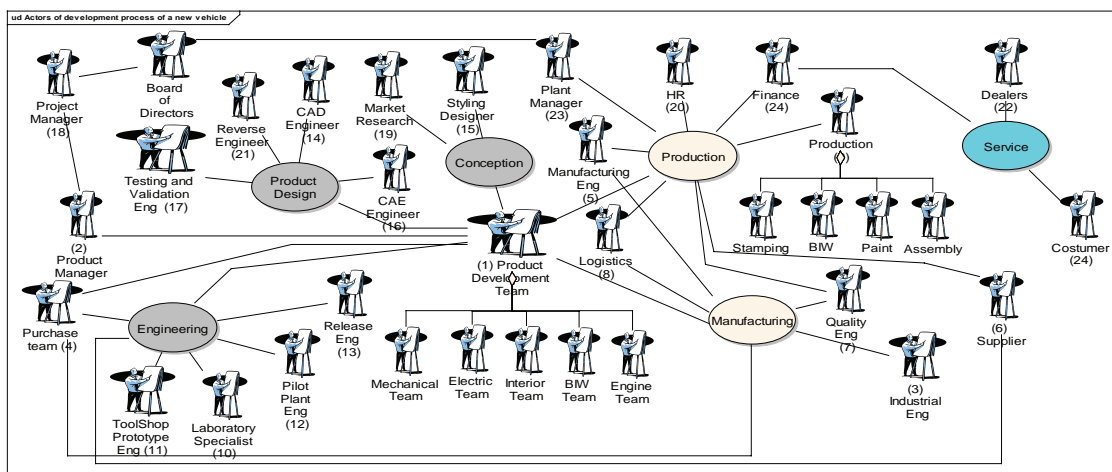 ud Actors of development process of a new vehicle
Project
Manager
(18)
Board
of
Directors
Reverse
Engineer
(21)
CAD
Engineer
(14)
Market
Research
(19)
Styling
Designer
(15)
Plant
Manager
(23)
HR
(20)
Finance
(24)
Dealers
(22)
Testing and
Validation
Eng (17)
Product
Design
CAE
Engineer
(16)
Conception
Manufacturing
Eng
(5)
Production
Production
()
Service
(2)
Product
Manager
(1) Product
Development
Team
Logistics
(8)
Stamping
BIW
Paint
Assembly
Costumer
(24)
Purchase
team (4)
Engineering
Release
Eng
(13)
Manufacturing
Quality
Eng
(7)
(6)
Supplier
ToolShop
Prototype
Eng (11)
Laboratory
Specialist
(10)
Pilot
Plant
Eng
(12)
Mechanical
Team
Electric
Team
Interior
Team
BIW
Team
Engine
Team
(3)
Industrial
Eng